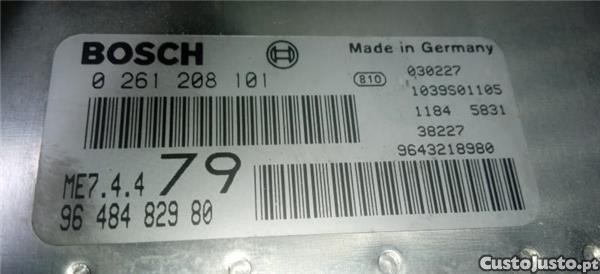 BOSCH
Made in Germany
0 261 208 101
810
030227
1039S01105
1184 5831
38227
9643218980
ME7.4.4 79
96 484 829 80
CustoJusto.pt